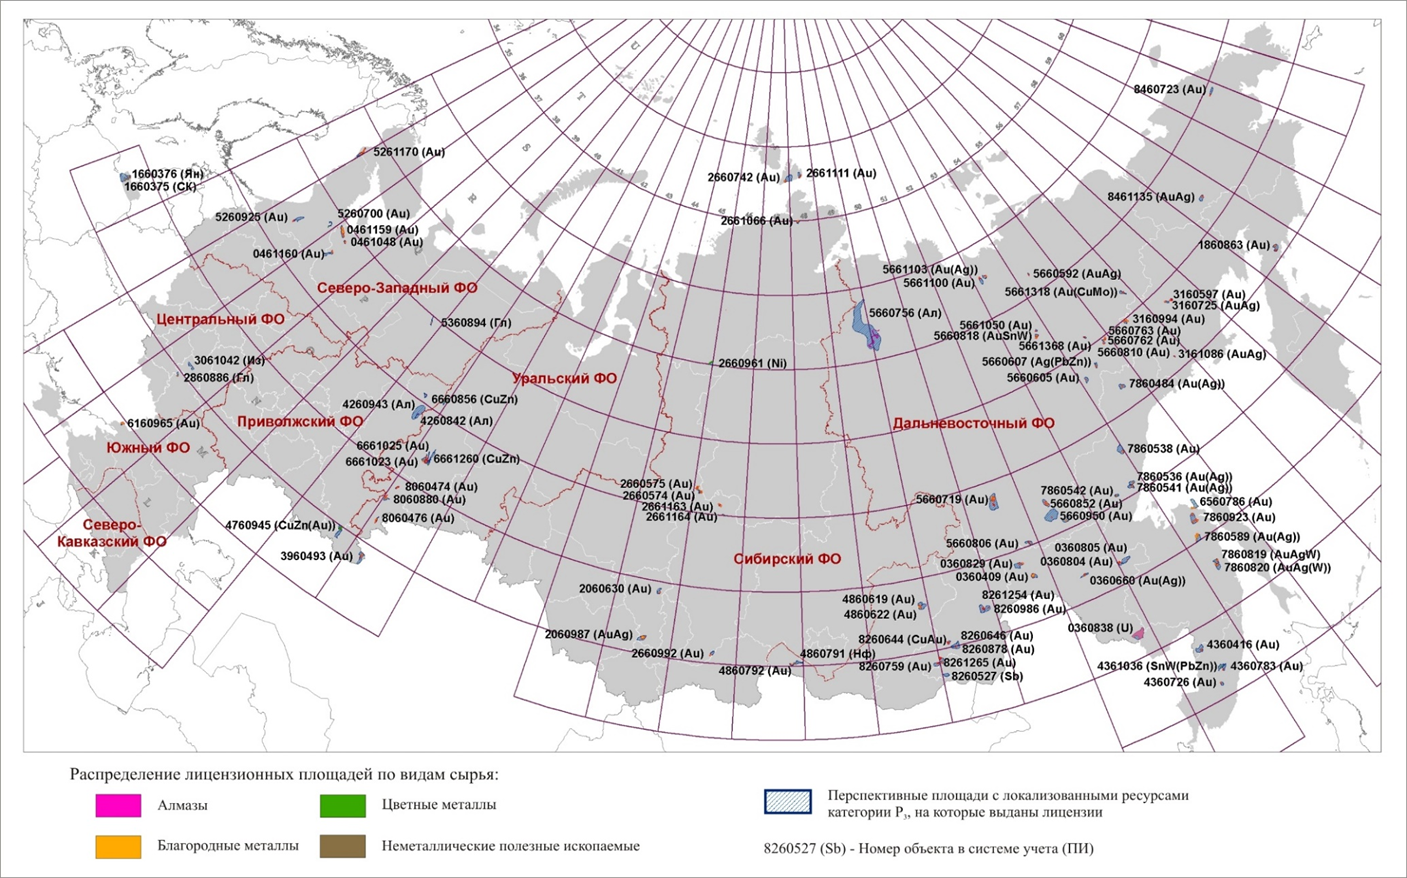 8460723 (Au)
5261170 (Au)
1660376 (Ян)
1660375 (СК)
2660742 (Au)
2661111 (Au)
8461135 (AuAg)
5260925 (Au)
5260700 (Au)
0461159 (Au)
0461048 (Au)
2661066 (Au)
0461160 (Au)
1860863 (Au)
5661103 (Au(Ag))
5661100 (Au)
5660592 (AuAg)
5661318 (Au(CuMo))
Северо-Западный ФО
3160597 (Au)
3160725 (AuAg)
Центральный ФО
5360894 (Гл)
5660756 (Ал)
3160994 (Au)
5661050 (Au)
5660818 (AuSnW)
5660763 (Au)
5660762 (Au)
5661368 (Au)
5660810 (Au)
3161086 (AuAg)
3061042 (Из)
2860886 (Гл)
2660961 (Ni)
5660607 (Ag(PbZn))
5660605 (Au)
7860484 (Au(Ag))
Уральский ФО
6660856 (CuZn)
4260943 (Ал)
4260842 (Ал)
6160965 (Au)
Приволжский ФО
Дальневосточный ФО
Южный ФО
6661025 (Au)
6661023 (Au)
6661260 (CuZn)
7860538 (Au)
8060474 (Au)
8060880 (Au)
2660575 (Au)
2660574 (Au)
2661163 (Au)
2661164 (Au)
7860536 (Au(Ag))
7860541 (Au(Ag))
7860542 (Au)
5660719 (Au)
5660852 (Au)
5660950 (Au)
6560786 (Au)
7860923 (Au)
8060476 (Au)
4760945 (CuZn(Au))
Северо-
Кавказский ФО
3960493 (Au)
7860589 (Au(Ag))
5660806 (Au)
0360805 (Au)
0360804 (Au)
7860819 (AuAgW)
7860820 (AuAg(W))
Сибирский ФО
0360829 (Au)
0360409 (Au)
0360660 (Au(Ag))
2060630 (Au)
4860619 (Au)
4860622 (Au)
8261254 (Au)
8260986 (Au)
0360838 (U)
2060987 (AuAg)
8260644 (CuAu)
8260646 (Au)
8260878 (Au)
4360416 (Au)
2660992 (Au)
4860791 (Нф)
4860792 (Au)
8260759 (Au)
8261265 (Au)
8260527 (Sb)
4361036 (SnW(PbZn))
4360783 (Au)
4360726 (Au)
Распределение лицензионных площадей по видам сырья:
Алмазы
Цветные металлы
Благородные металлы
Неметаллические полезные ископаемые
Перспективные площади с локализованными ресурсами
категории P₃, на которые выданы лицензии
8260527 (Sb) - Номер объекта в системе учета (ПИ)